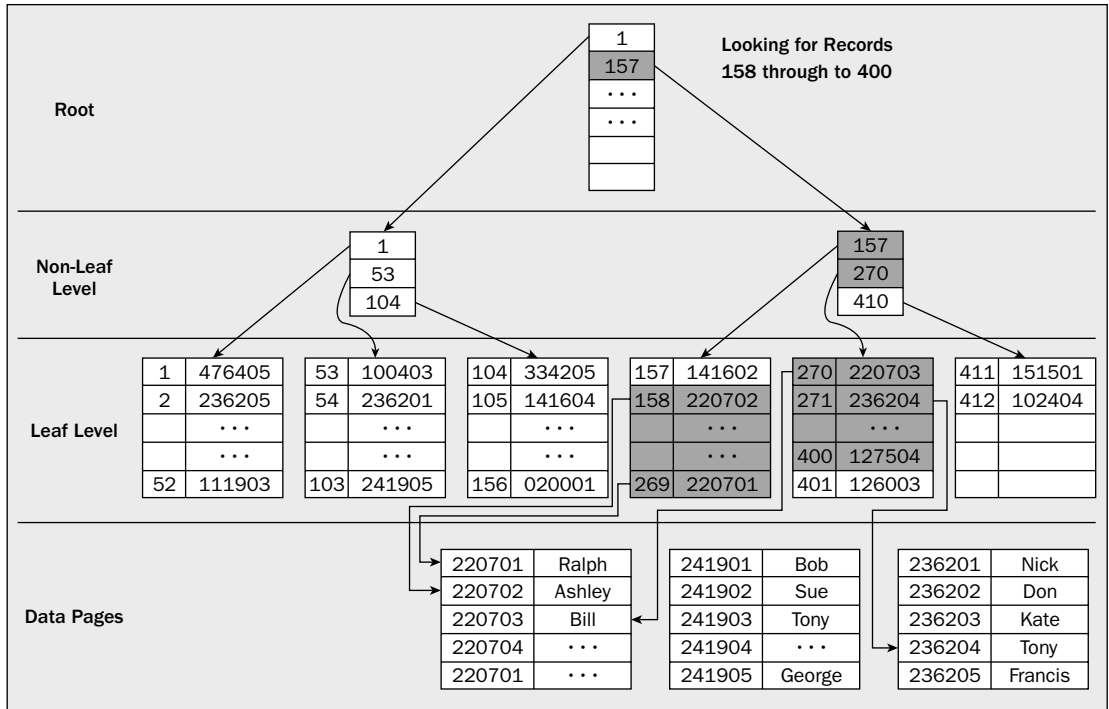 1
157
...
...
Looking for Records
158 through to 400
Root
Non-Leaf
Level
1
53
104
157
270
410
Leaf Level
1 476405
2 236205
...
...
52 111903
53 100403
54 236201
...
...
103 241905
104 334205
105 141604
...
...
156 020001
157 141602
158 220702
...
...
269 220701
270 220703
271 236204
...
400 127504
401 126003
411 151501
412 102404
Data Pages
220701 Ralph
220702 Ashley
220703 Bill
220704 ...
220701 ...
241901 Bob
241902 Sue
241903 Tony
241904 ...
241905 George
236201 Nick
236202 Don
236203 Kate
236204 Tony
236205 Francis